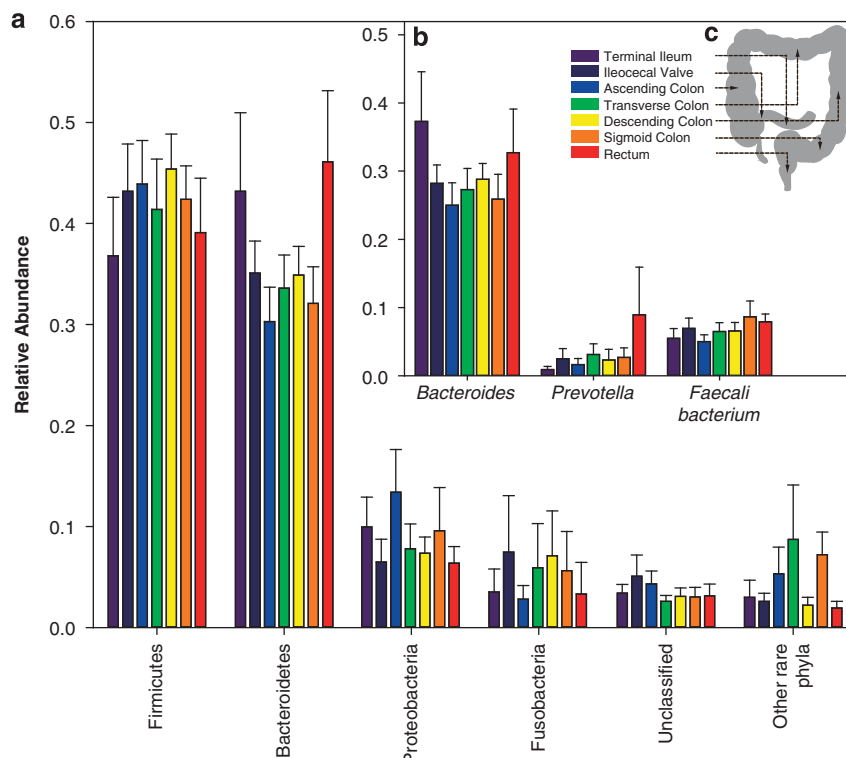 a
0.6
0.5
0.4
0.3
0.2
0.1
0.0
Relative Abundance
Firmicutes
Bacteroidetes
Proteobacteria
Fusobacteria
Unclassified
Other rare
phyla
b
0.5
0.4
0.3
0.2
0.1
0.0
Bacteroides
Prevotella
Faecali
bacterium
Terminal Ileum
Ileocecal Valve
Ascending Colon
Transverse Colon
Descending Colon
Sigmoid Colon
Rectum
c